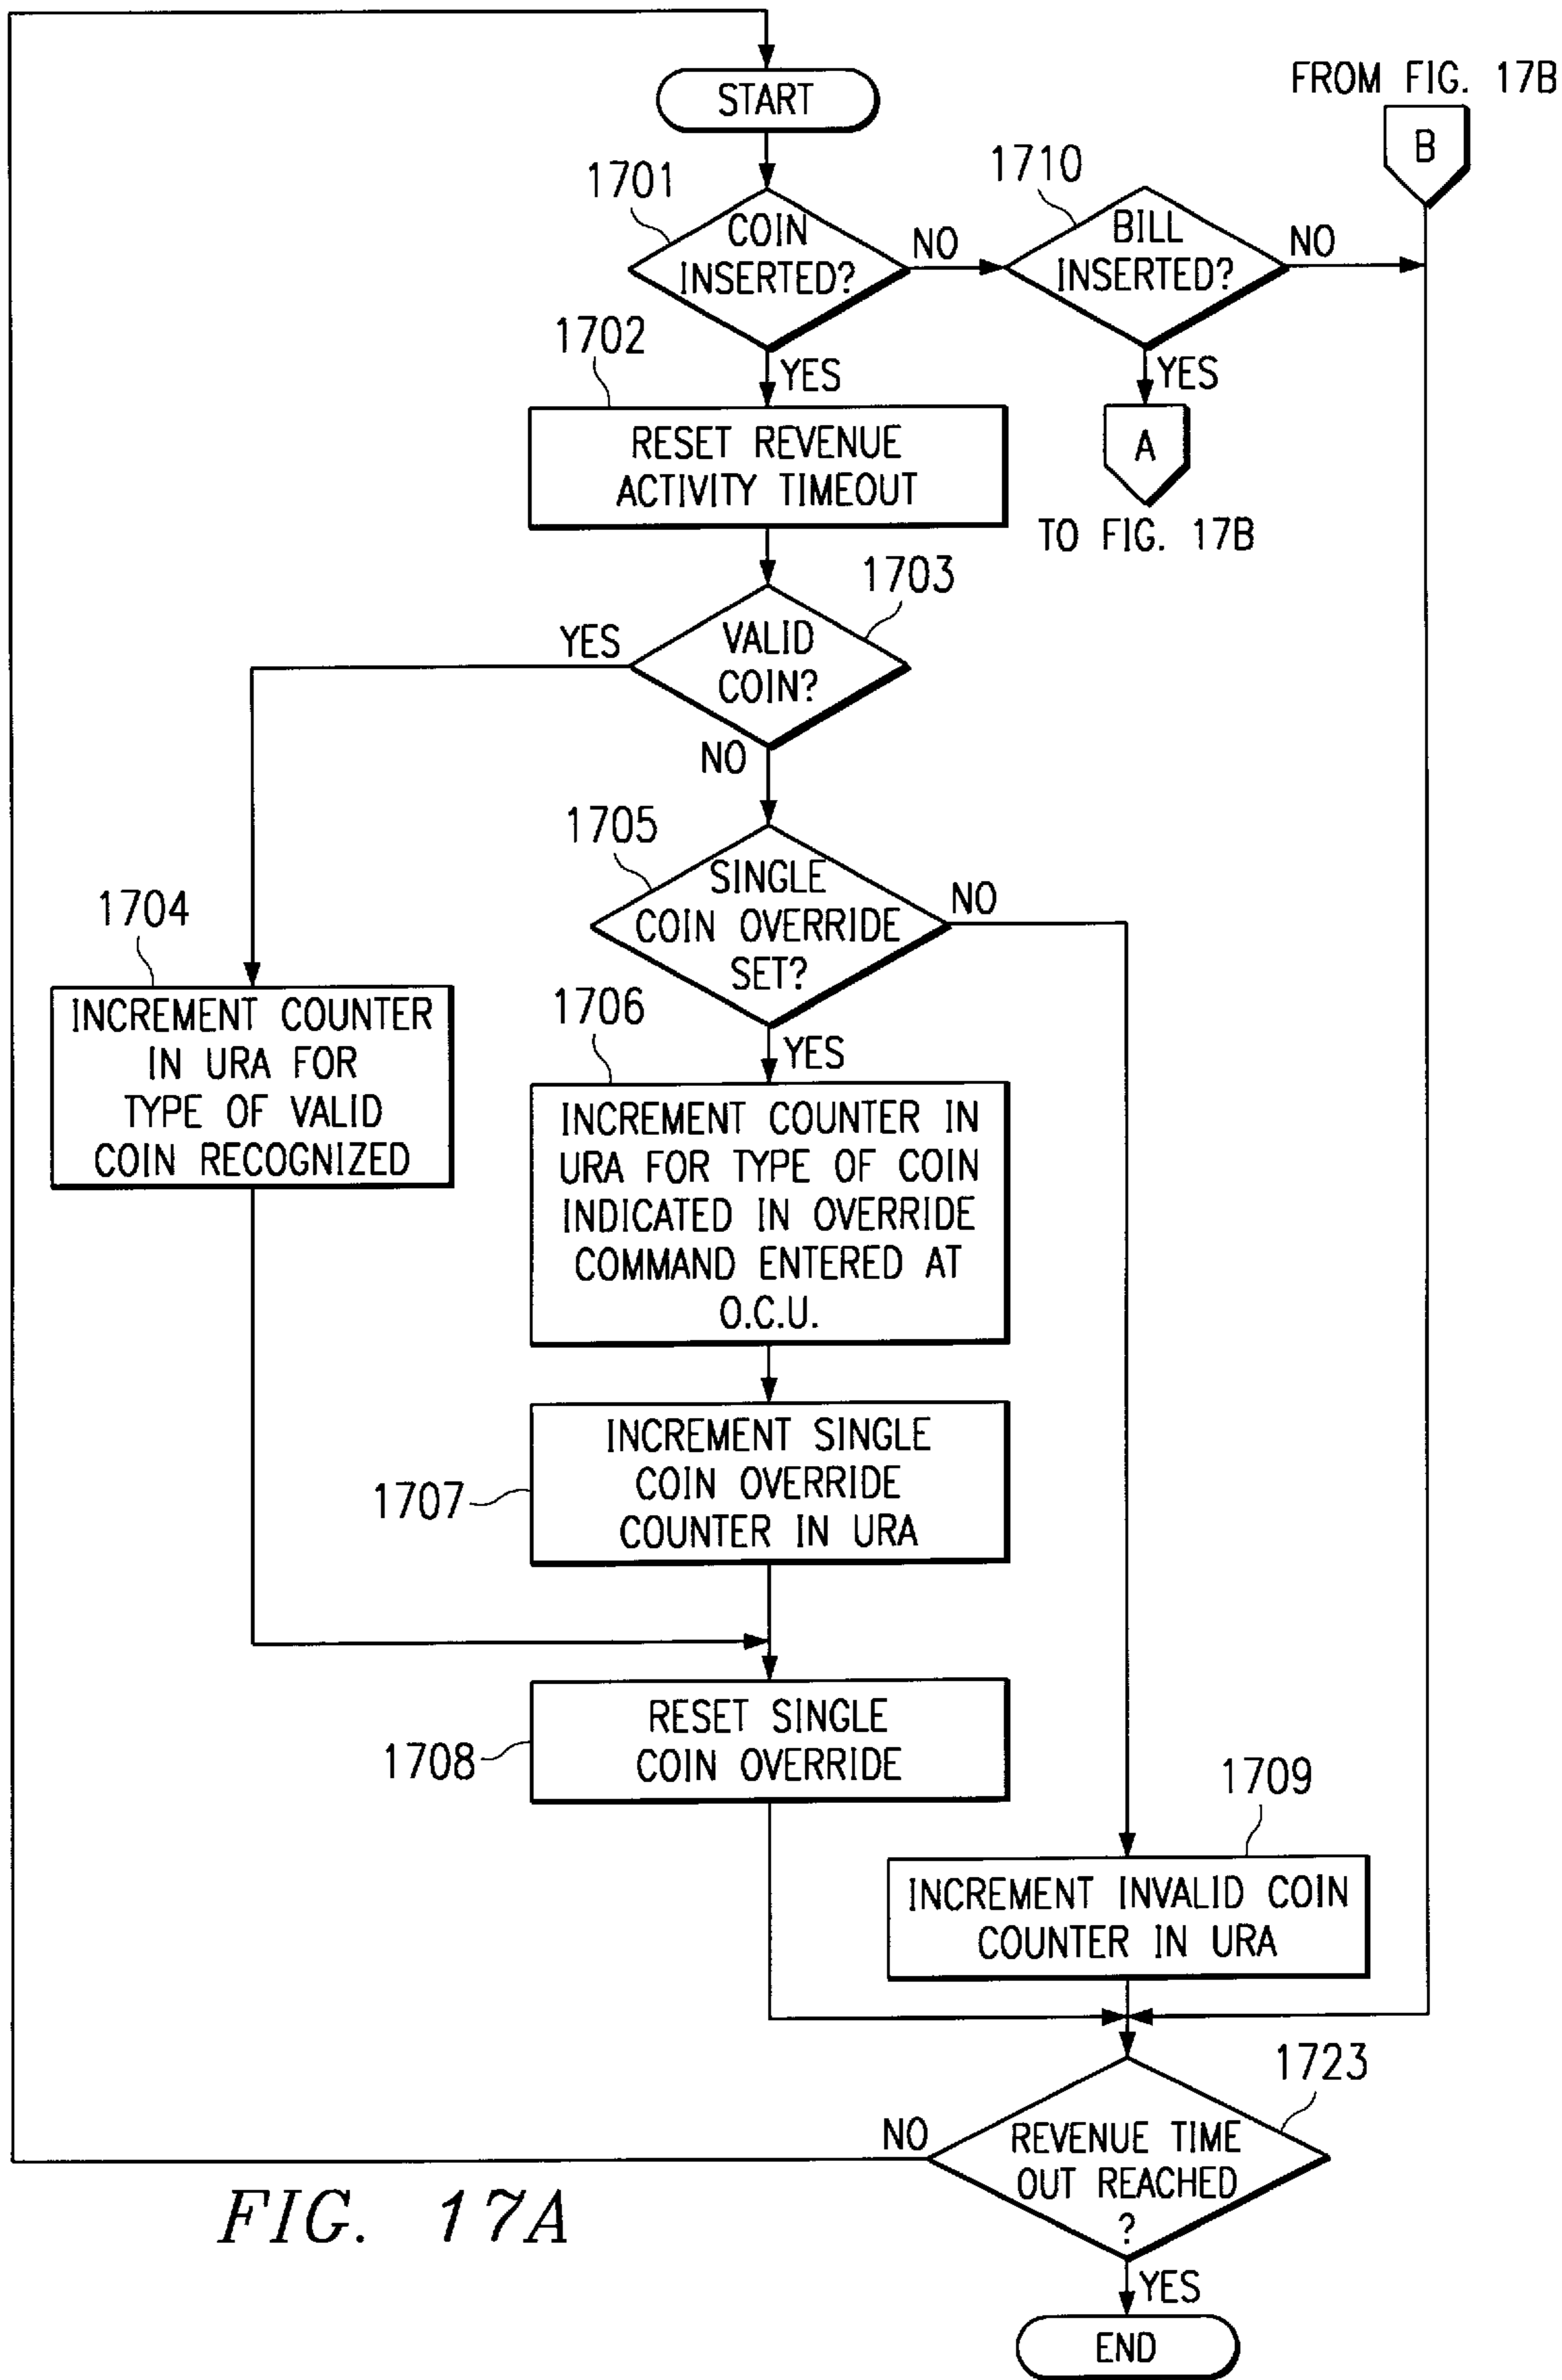 START
FROM FIG. 17B
B
1701
COIN
INSERTED?
NO
1710
BILL
INSERTED?
NO
YES
YES
A
TO FIG. 17B
1702
RESET REVENUE
ACTIVITY TIMEOUT
1703
VALID
COIN?
YES
NO
1705
SINGLE
COIN OVERRIDE
SET?
NO
YES
1704
INCREMENT COUNTER
IN URA FOR
TYPE OF VALID
COIN RECOGNIZED
1706
INCREMENT COUNTER IN
URA FOR TYPE OF COIN
INDICATED IN OVERRIDE
COMMAND ENTERED AT
O.C.U.
1707
INCREMENT SINGLE
COIN OVERRIDE
COUNTER IN URA
1708
RESET SINGLE
COIN OVERRIDE
1709
INCREMENT INVALID COIN
COUNTER IN URA
1723
REVENUE TIME
OUT REACHED
?
NO
YES
END
FIG. 17A